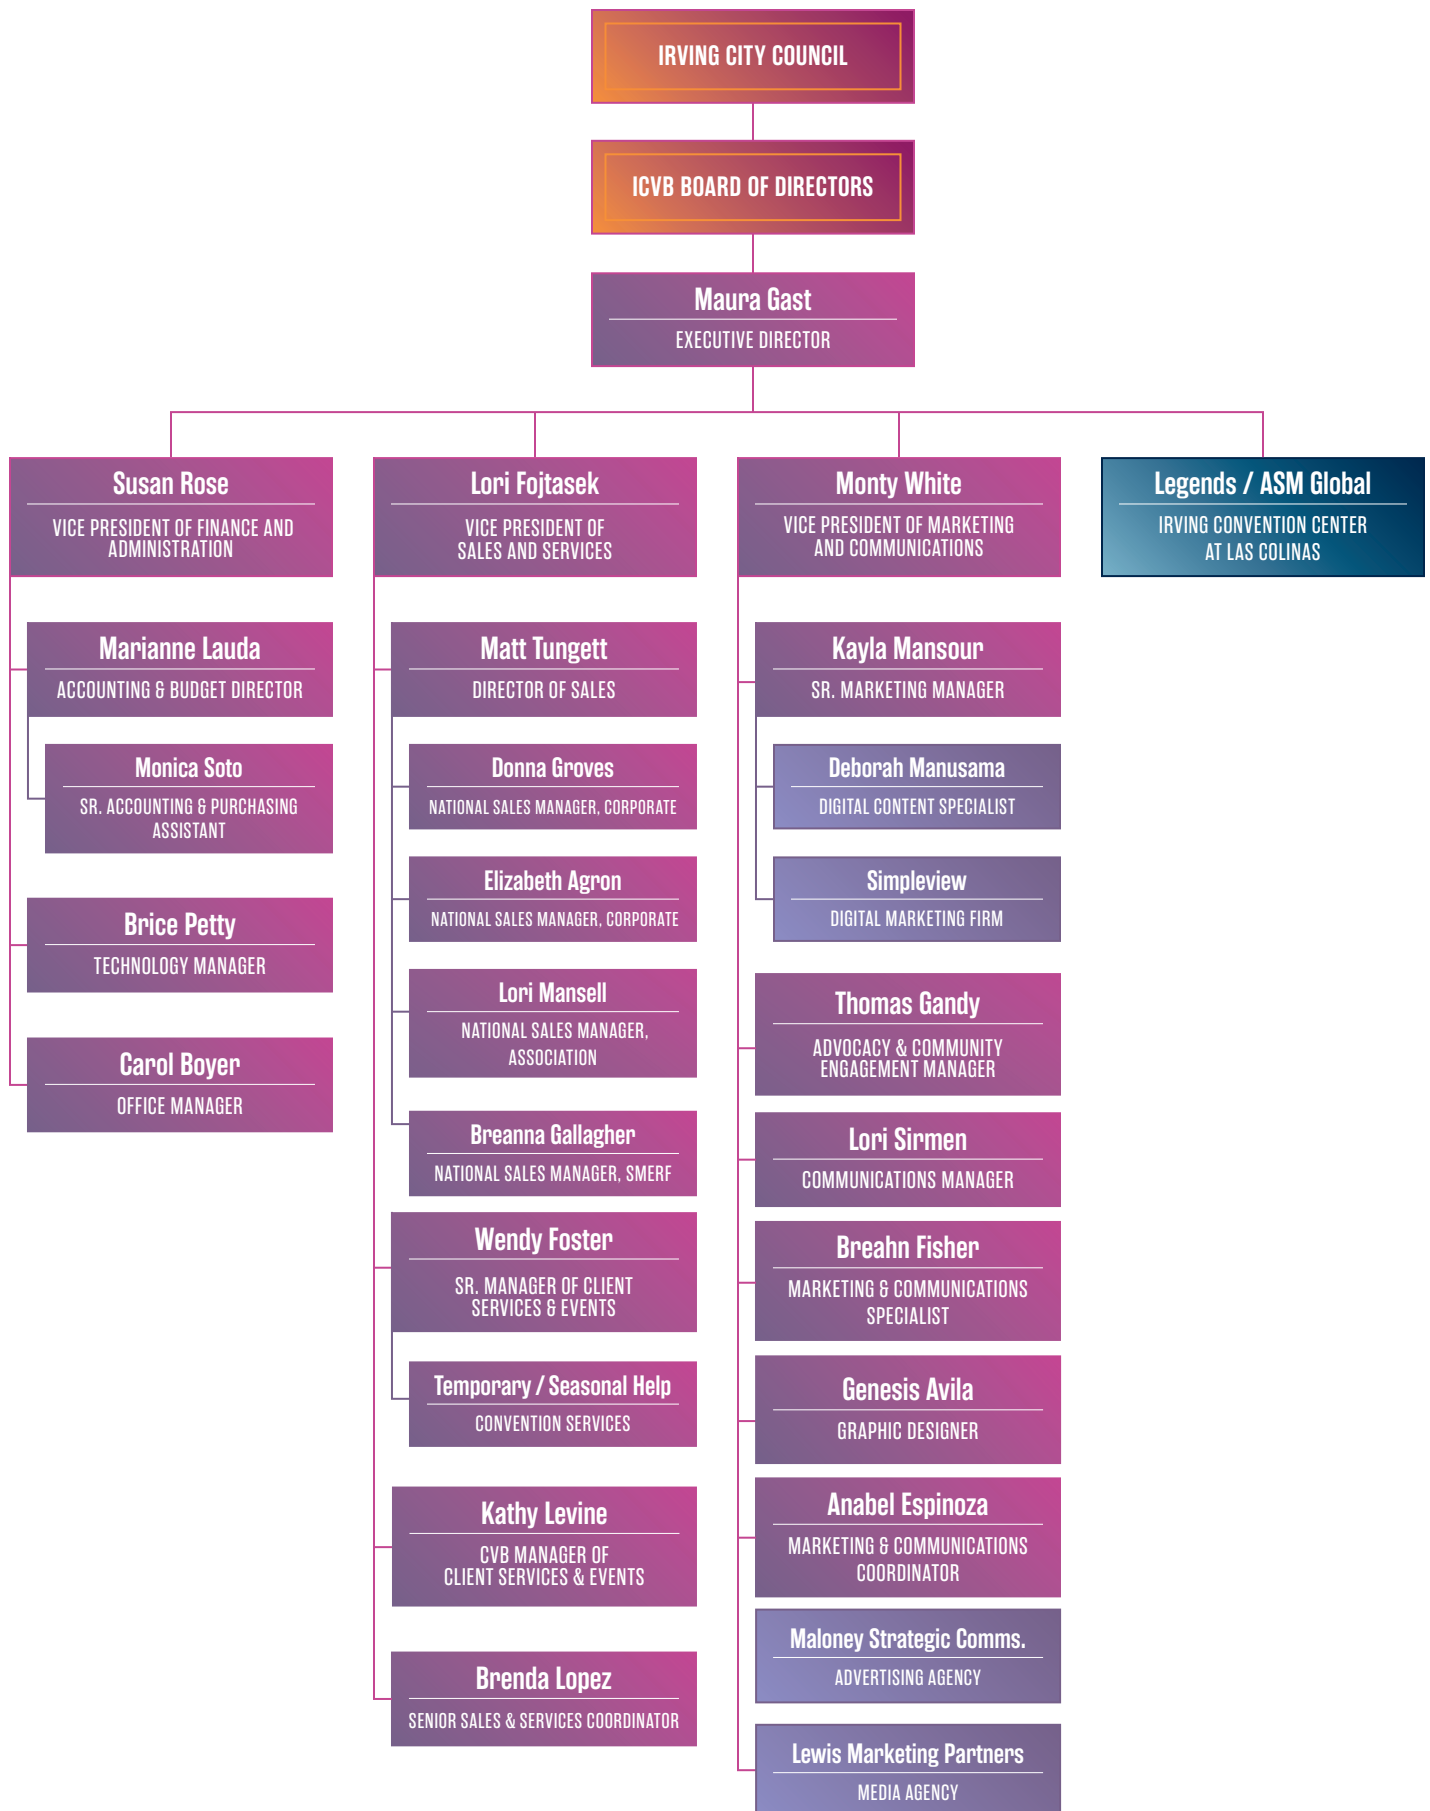 IRVING CITY COUNCIL
ICVB BOARD OF DIRECTORS
Maura Gast
EXECUTIVE DIRECTOR
Susan Rose
VICE PRESIDENT OF FINANCE AND
ADMINISTRATION
Marianne Lauda
ACCOUNTING & BUDGET DIRECTOR
Monica Soto
SR. ACCOUNTING & PURCHASING
ASSISTANT
Brice Petty
TECHNOLOGY MANAGER
Carol Boyer
OFFICE MANAGER
Lori Fojtasek
VICE PRESIDENT OF
SALES AND SERVICES
Matt Tungett
DIRECTOR OF SALES
Donna Groves
NATIONAL SALES MANAGER, CORPORATE
Elizabeth Agron
NATIONAL SALES MANAGER, CORPORATE
Lori Mansell
NATIONAL SALES MANAGER,
ASSOCIATION
Breanna Gallagher
NATIONAL SALES MANAGER, SMERF
Wendy Foster
SR. MANAGER OF CLIENT
SERVICES & EVENTS
Temporary / Seasonal Help
CONVENTION SERVICES
Kathy Levine
CVB MANAGER OF
CLIENT SERVICES & EVENTS
Brenda Lopez
SENIOR SALES & SERVICES COORDINATOR
Monty White
VICE PRESIDENT OF MARKETING
AND COMMUNICATIONS
Kayla Mansour
SR. MARKETING MANAGER
Deborah Manusama
DIGITAL CONTENT SPECIALIST
Simpleview
DIGITAL MARKETING FIRM
Thomas Gandy
ADVOCACY & COMMUNITY
ENGAGEMENT MANAGER
Lori Sirmen
COMMUNICATIONS MANAGER
Breahn Fisher
MARKETING & COMMUNICATIONS
SPECIALIST
Genesis Avila
GRAPHIC DESIGNER
Anabel Espinoza
MARKETING & COMMUNICATIONS
COORDINATOR
Maloney Strategic Comms.
ADVERTISING AGENCY
Lewis Marketing Partners
MEDIA AGENCY
Legends / ASM Global
IRVING CONVENTION CENTER
AT LAS COLINAS